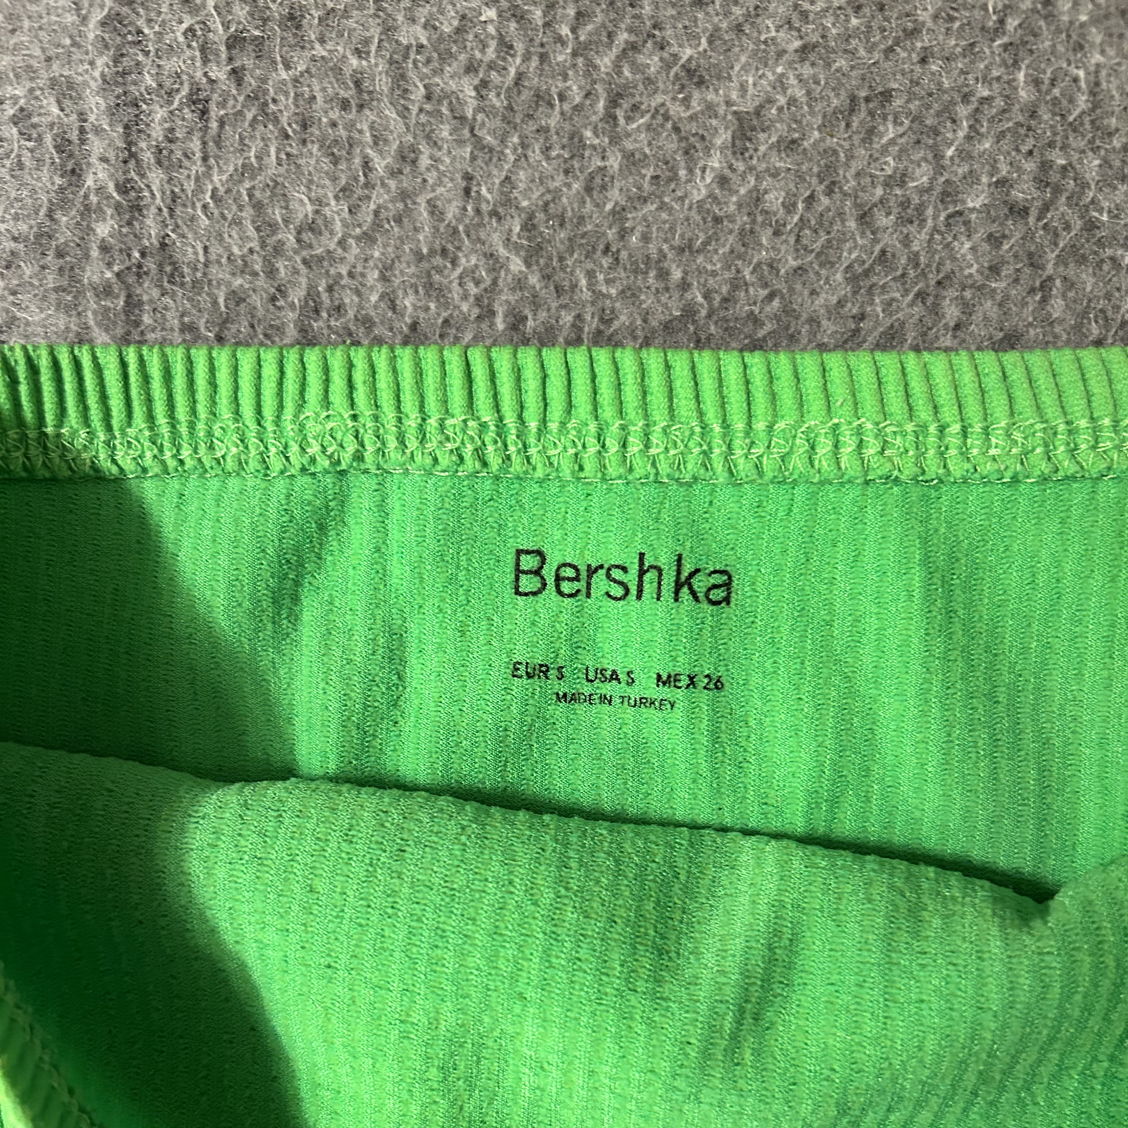 Bershka
EUR S USA S MEX 26
MADE IN TURKEY